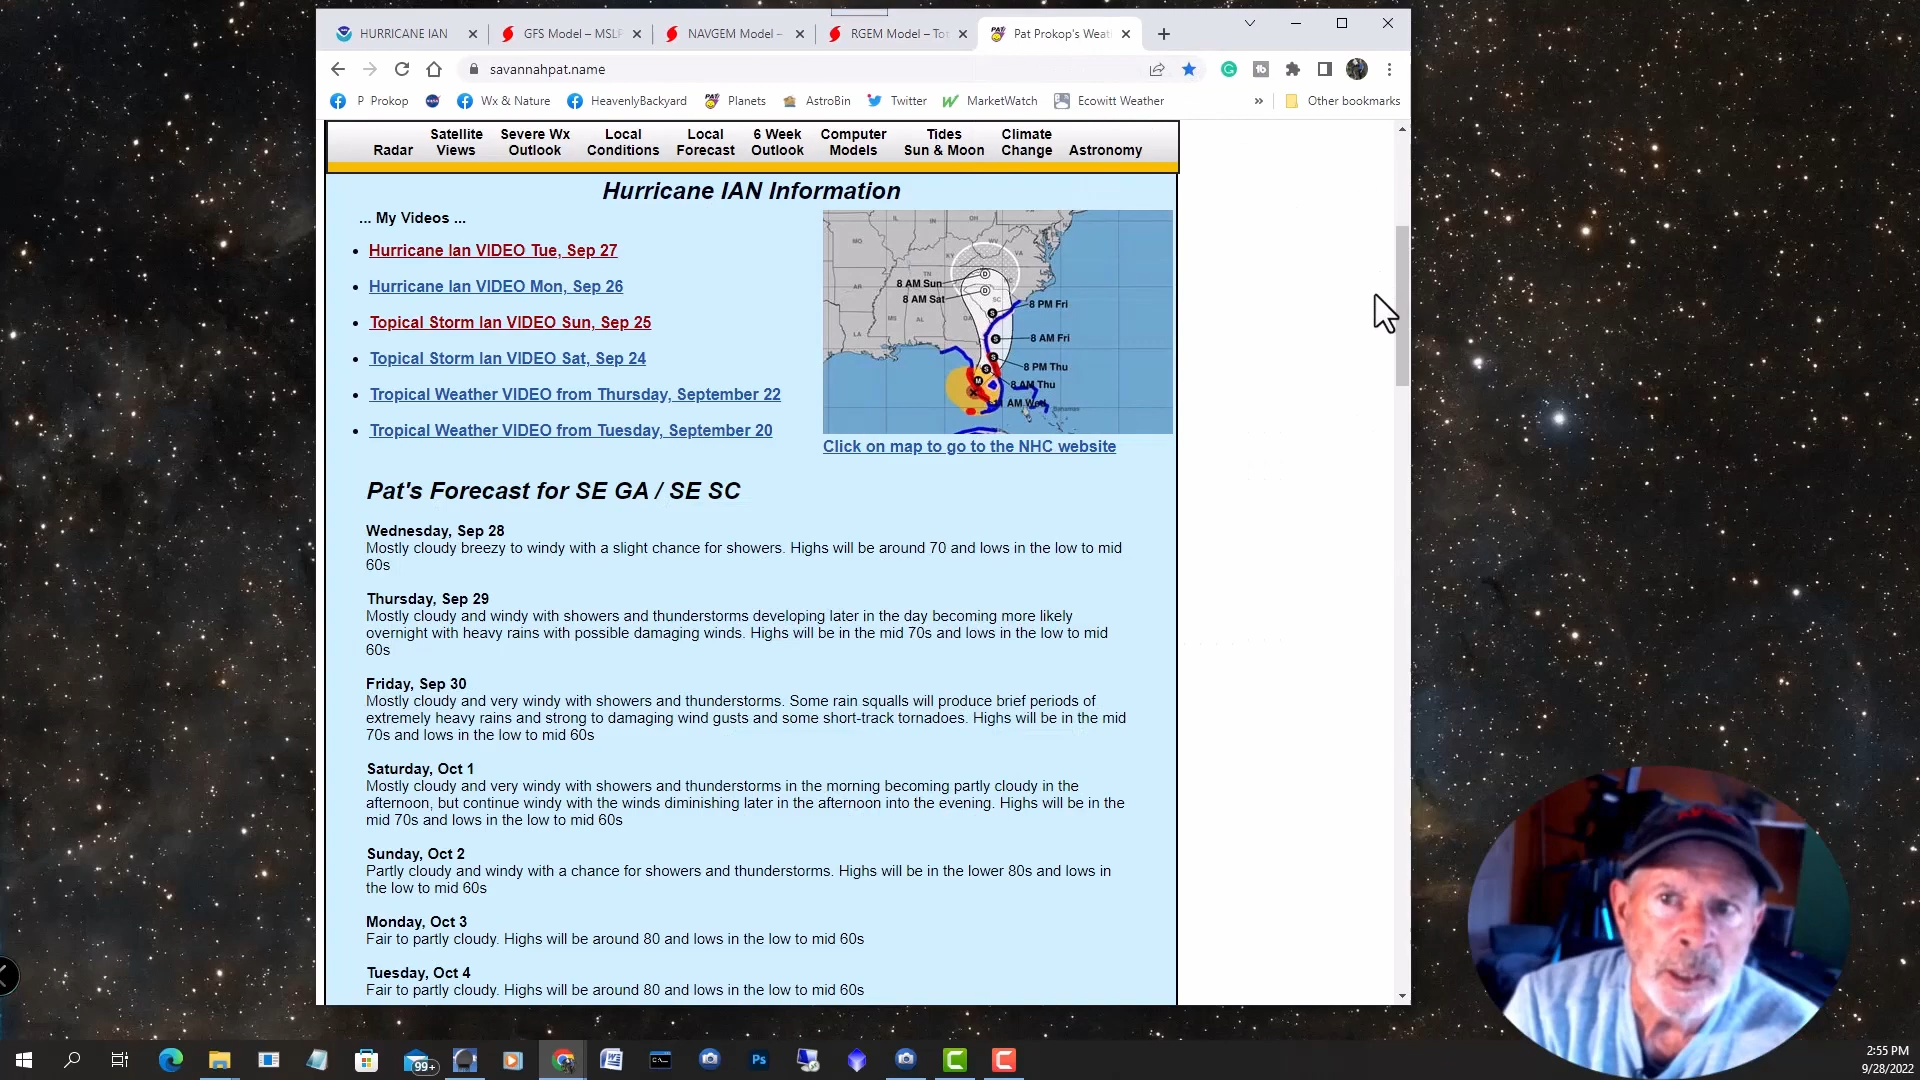 HURRICANE IAN
GFS Model – MSLP
NAVGEM Model –
RGEM Model – To
Pat Prokop's Weat
savannahpat.name
P Prokop
Wx & Nature
HeavenlyBackyard
Planets
AstroBin
Twitter
MarketWatch
Ecowitt Weather
»
Other bookmarks
Radar
Satellite
Views
Severe Wx
Outlook
Local
Conditions
Local
Forecast
6 Week
Outlook
Computer
Models
Tides
Sun & Moon
Climate
Change
Astronomy
Hurricane IAN Information
... My Videos ...
• Hurricane Ian VIDEO Tue, Sep 27
• Hurricane Ian VIDEO Mon, Sep 26
• Topical Storm Ian VIDEO Sun, Sep 25
• Topical Storm Ian VIDEO Sat, Sep 24
• Tropical Weather VIDEO from Thursday, September 22
• Tropical Weather VIDEO from Tuesday, September 20
8 AM Sun
8 AM Sat
8 PM Fri
8 AM Fri
8 PM Thu
8 AM Thu
AM Wed
Click on map to go to the NHC website
Pat's Forecast for SE GA / SE SC
Wednesday, Sep 28
Mostly cloudy breezy to windy with a slight chance for showers. Highs will be around 70 and lows in the low to mid
60s
Thursday, Sep 29
Mostly cloudy and windy with showers and thunderstorms developing later in the day becoming more likely
overnight with heavy rains with possible damaging winds. Highs will be in the mid 70s and lows in the low to mid
60s
Friday, Sep 30
Mostly cloudy and very windy with showers and thunderstorms. Some rain squalls will produce brief periods of
extremely heavy rains and strong to damaging wind gusts and some short-track tornadoes. Highs will be in the mid
70s and lows in the low to mid 60s
Saturday, Oct 1
Mostly cloudy and very windy with showers and thunderstorms in the morning becoming partly cloudy in the
afternoon, but continue windy with the winds diminishing later in the afternoon into the evening. Highs will be in the
mid 70s and lows in the low to mid 60s
Sunday, Oct 2
Partly cloudy and windy with a chance for showers and thunderstorms. Highs will be in the lower 80s and lows in
the low to mid 60s
Monday, Oct 3
Fair to partly cloudy. Highs will be around 80 and lows in the low to mid 60s
Tuesday, Oct 4
Fair to partly cloudy. Highs will be around 80 and lows in the low to mid 60s
99+
Ps
2:55 PM
9/28/2022